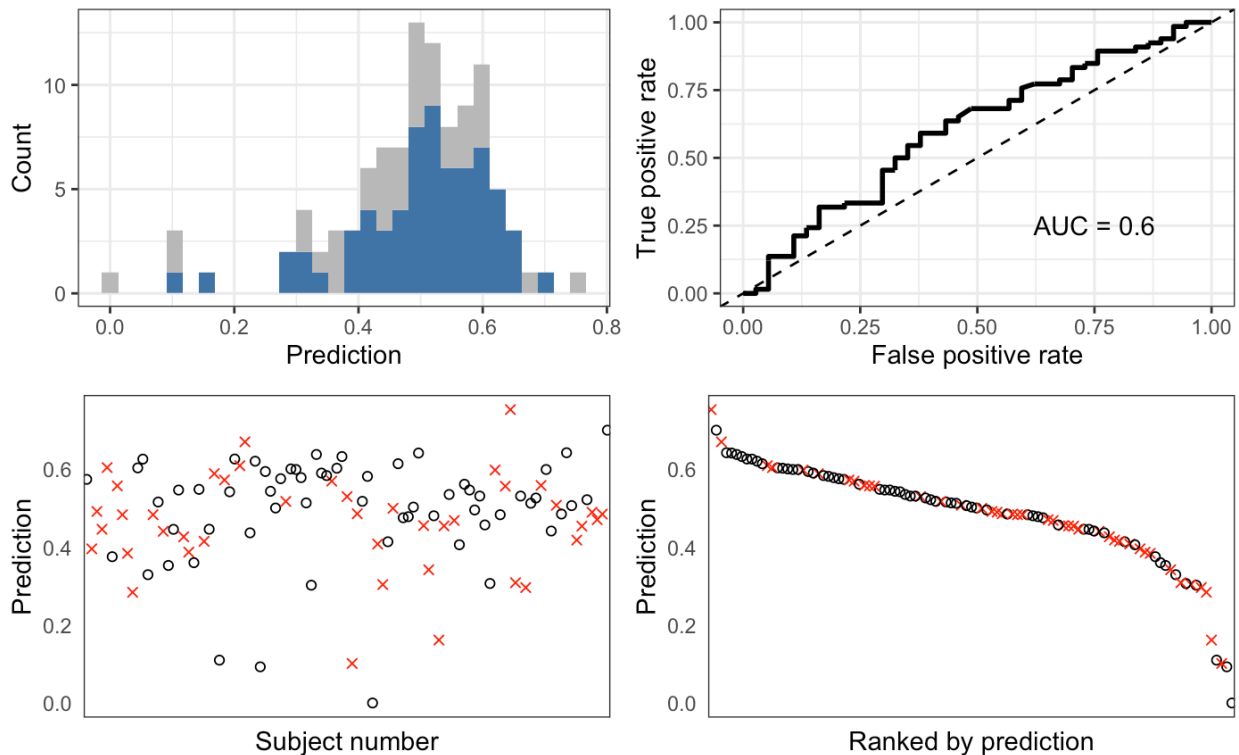 Count
10
5
0
0.0 0.2 0.4 0.6 0.8
Prediction
True positive rate
1.00
0.75
0.50
0.25
0.00
AUC = 0.6
0.00 0.25 0.50 0.75 1.00
False positive rate
Prediction
0.6
0.4
0.2
0.0
Subject number
Prediction
0.6
0.4
0.2
0.0
Ranked by prediction